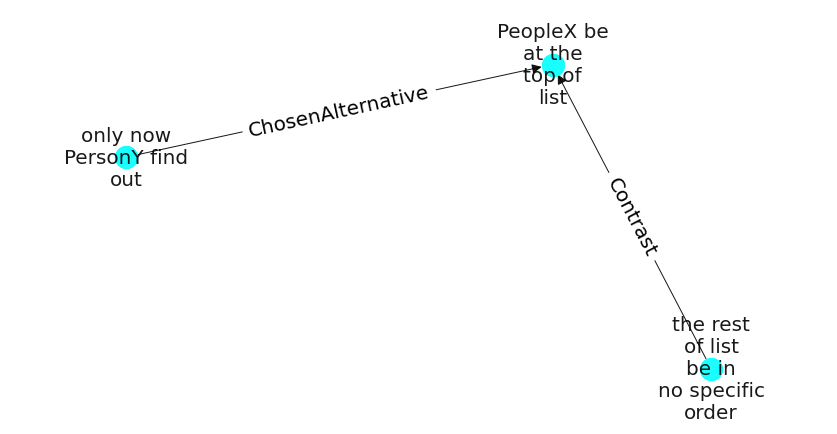 PeopleX be
at the
top of
list
ChosenAlternative
only now
PersonY find
out
Contrast
the rest
of list
be in
no specific
order